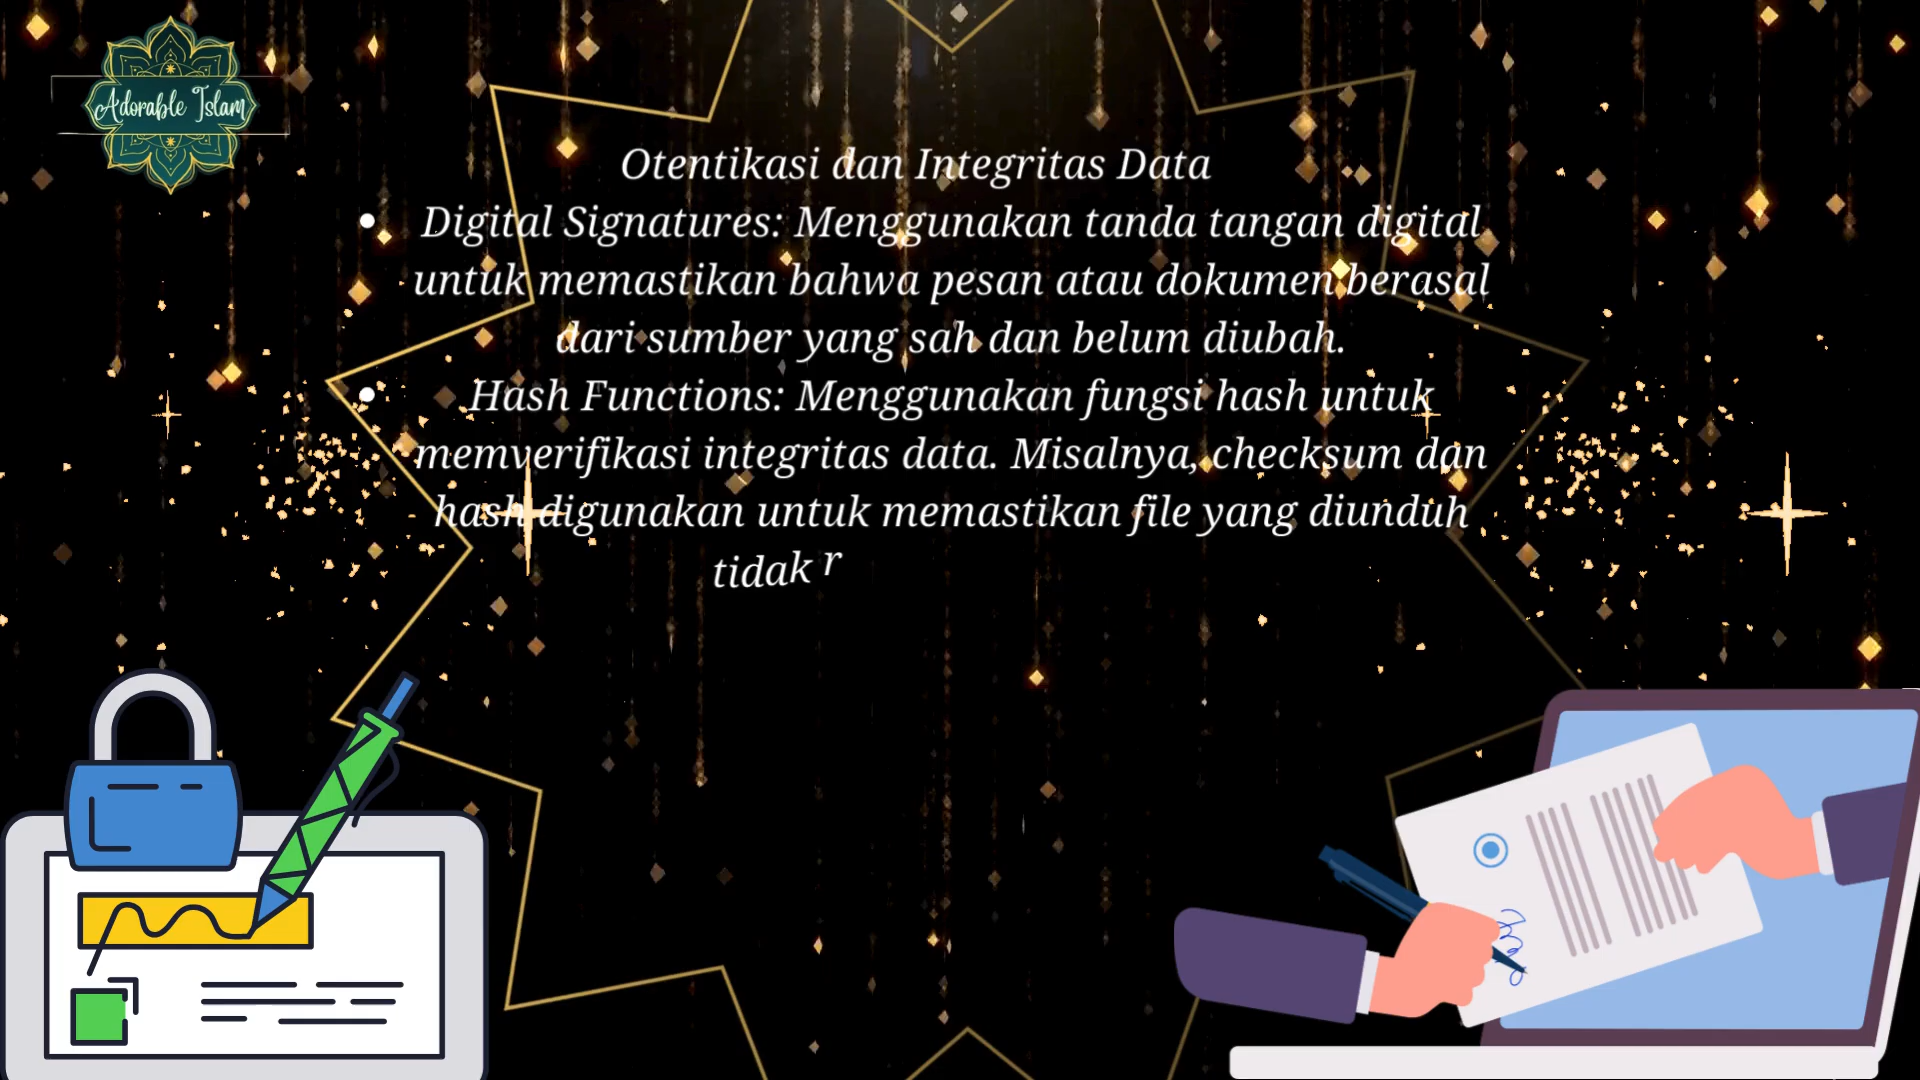 Adorable Islam
Otentikasi dan Integritas Data
• Digital Signatures: Menggunakan tanda tangan digital
untuk memastikan bahwa pesan atau dokumen berasal
dari sumber yang sah dan belum diubah.
• Hash Functions: Menggunakan fungsi hash untuk
memverifikasi integritas data. Misalnya, checksum dan
hash digunakan untuk memastikan file yang diunduh
tidak r